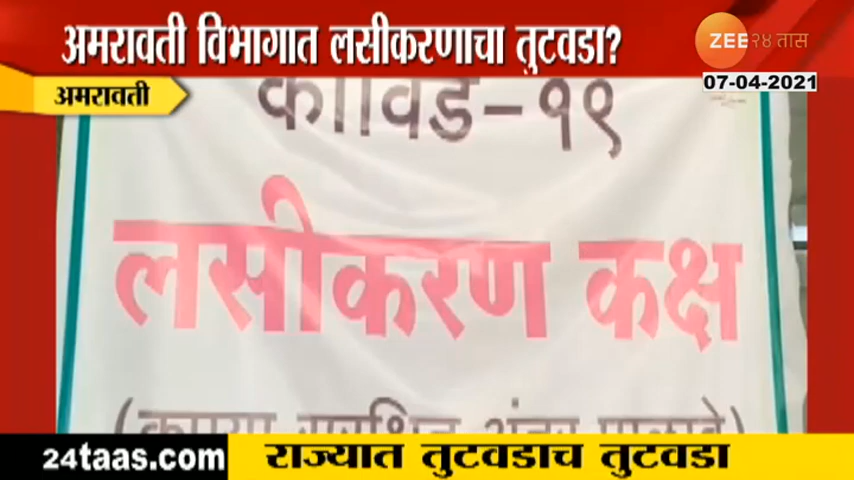 अमरावती विभागात लसीकरणाचा तुटवडा?
ZEE २४ तास
07-04-2021
अमरावती
कोविड-१९
लसीकरण कक्ष
24taas.com
राज्यात तुटवडाच तुटवडा